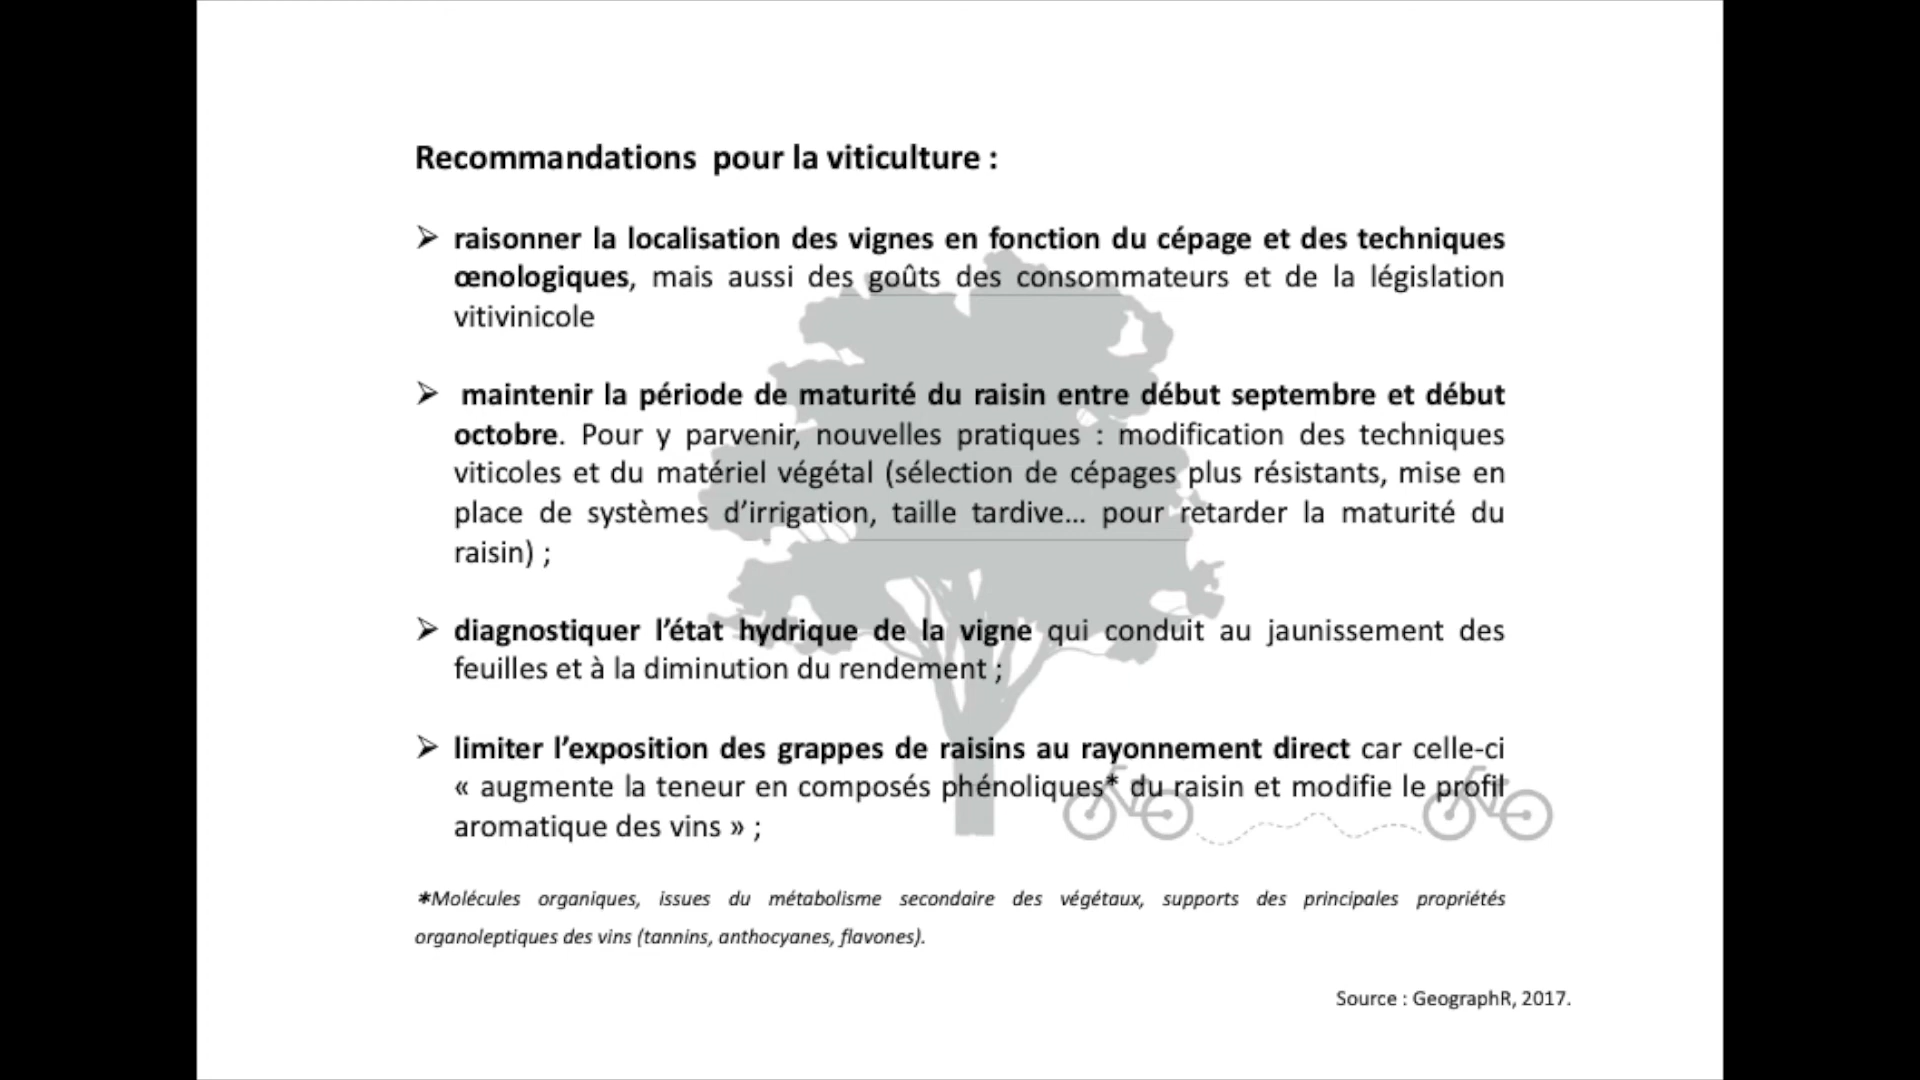 Recommandations pour la viticulture :
➢ raisonner la localisation des vignes en fonction du cépage et des techniques
œnologiques, mais aussi des goûts des consommateurs et de la législation
vitivinicole
➢ maintenir la période de maturité du raisin entre début septembre et début
octobre. Pour y parvenir, nouvelles pratiques : modification des techniques
viticoles et du matériel végétal (sélection de cépages plus résistants, mise en
place de systèmes d’irrigation, taille tardive… pour retarder la maturité du
raisin) ;
➢ diagnostiquer l’état hydrique de la vigne qui conduit au jaunissement des
feuilles et à la diminution du rendement ;
➢ limiter l’exposition des grappes de raisins au rayonnement direct car celle-ci
« augmente la teneur en composés phénoliques* du raisin et modifie le profil
aromatique des vins » ;
*Molécules organiques, issues du métabolisme secondaire des végétaux, supports des principales propriétés
organoleptiques des vins (tannins, anthocyanes, flavones).
Source : GeographR, 2017.